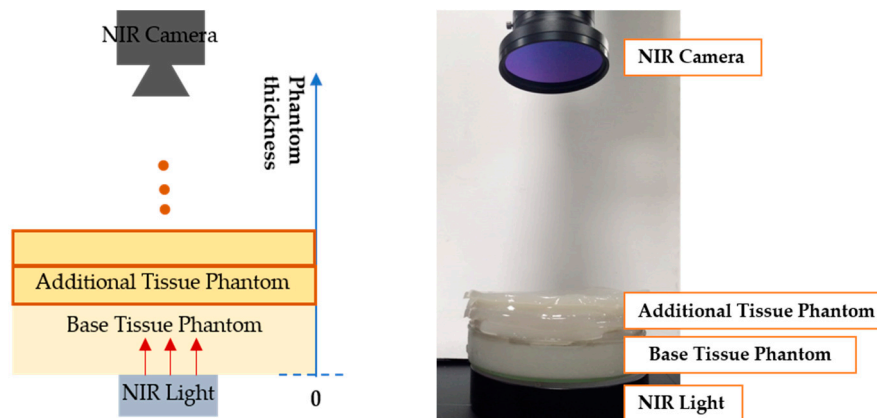 NIR
Camera
Phantom
thickness
Additional Tissue Phantom
Base Tissue Phantom
NIR Light
0
NIR Camera
Additional Tissue Phantom
Base Tissue Phantom
NIR Light